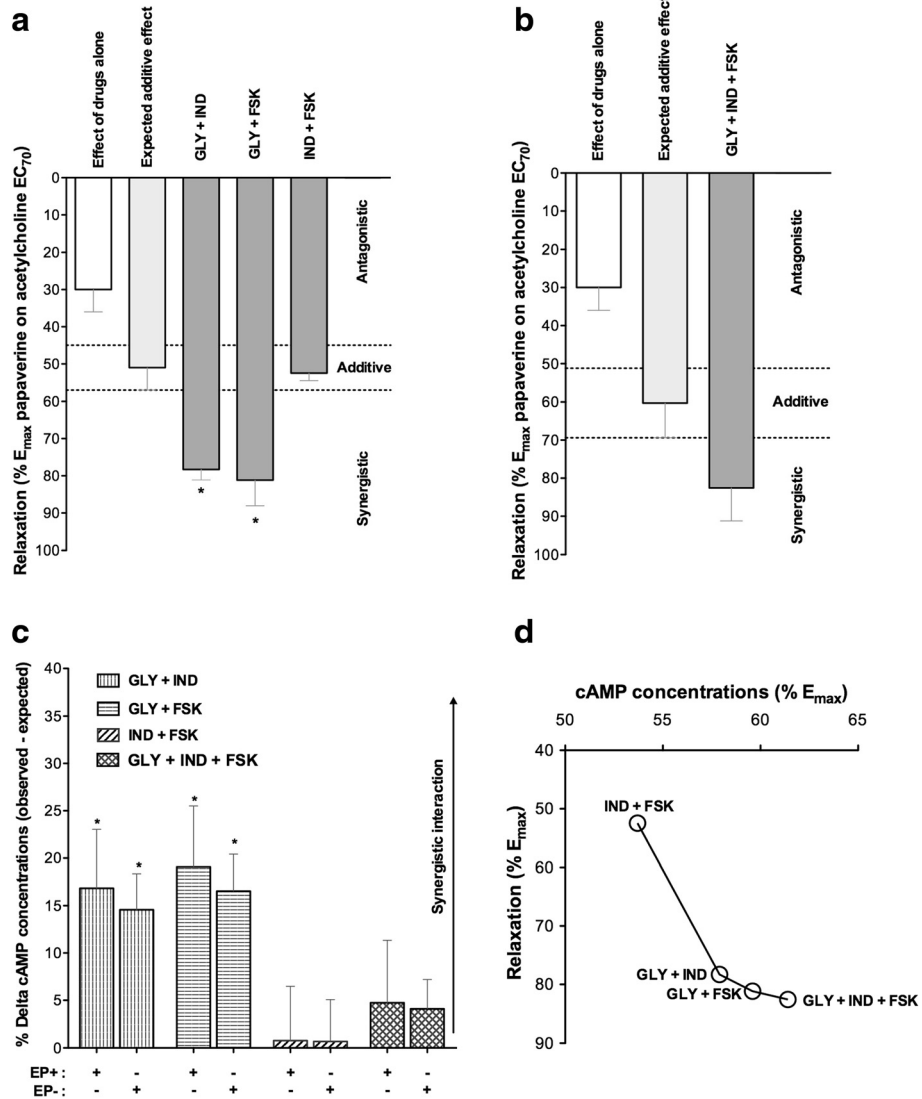 a
Effect of drugs alone
Expected additive effect
GLY + IND
GLY + FSK
IND + FSK
Relaxation (% Emax papaverine on acetylcholine EC70)
0
10
20
30
40
50
60
70
80
90
100
Antagonistic
Additive
Synergistic
*
*
b
Effect of drugs alone
Expected additive effect
GLY + IND + FSK
Relaxation (% Emax papaverine on acetylcholine EC70)
0
10
20
30
40
50
60
70
80
90
100
Antagonistic
Additive
Synergistic
c
% Delta cAMP concentrations (observed - expected)
40
35
30
25
20
15
10
5
0
GLY + IND
GLY + FSK
IND + FSK
GLY + IND + FSK
* * * *
Synergistic interaction
EP+ : + - + - + - + -
EP- : - + - + - + - +
d
cAMP concentrations (% Emax)
50 55 60 65
Relaxation (% Emax)
40
50
60
70
80
90
IND + FSK
GLY + IND
GLY + FSK
GLY + IND + FSK